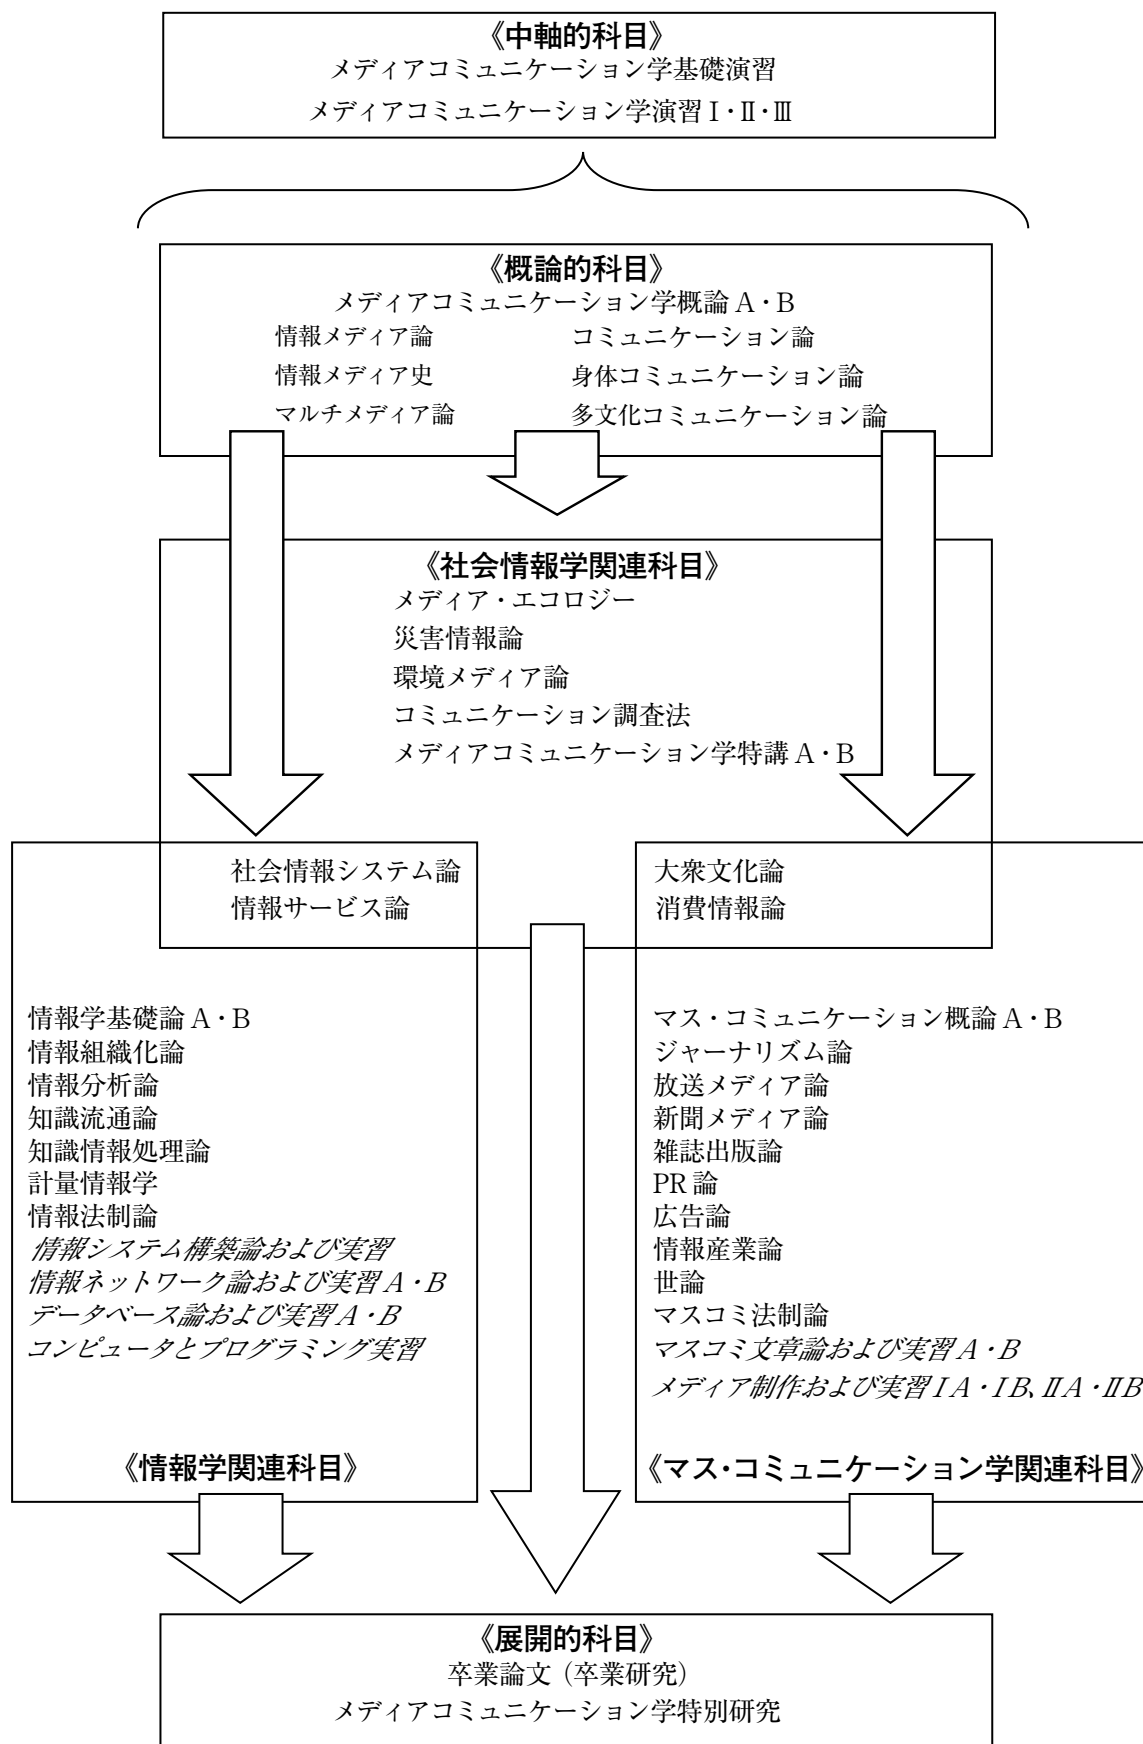 《中軸的科目》
メディアコミュニケーション学基礎演習
メディアコミュニケーション学演習Ⅰ・Ⅱ・Ⅲ
《概論的科目》
メディアコミュニケーション学概論 A・B
情報メディア論
情報メディア史
マルチメディア論
コミュニケーション論
身体コミュニケーション論
多文化コミュニケーション論
《社会情報学関連科目》
メディア・エコロジー
災害情報論
環境メディア論
コミュニケーション調査法
メディアコミュニケーション学特講 A・B
社会情報システム論
情報サービス論
大衆文化論
消費情報論
情報学基礎論 A・B
情報組織化論
情報分析論
知識流通論
知識情報処理論
計量情報学
情報法制論
情報システム構築論および実習
情報ネットワーク論および実習 A・B
データベース論および実習 A・B
コンピュータとプログラミング実習
《情報学関連科目》
マス・コミュニケーション概論 A・B
ジャーナリズム論
放送メディア論
新聞メディア論
雑誌出版論
PR 論
広告論
情報産業論
世論
マスコミ法制論
マスコミ文章論および実習 A・B
メディア制作および実習ⅠA・ⅠB、ⅡA・ⅡB
《マス・コミュニケーション学関連科目》
《展開的科目》
卒業論文（卒業研究）
メディアコミュニケーション学特別研究